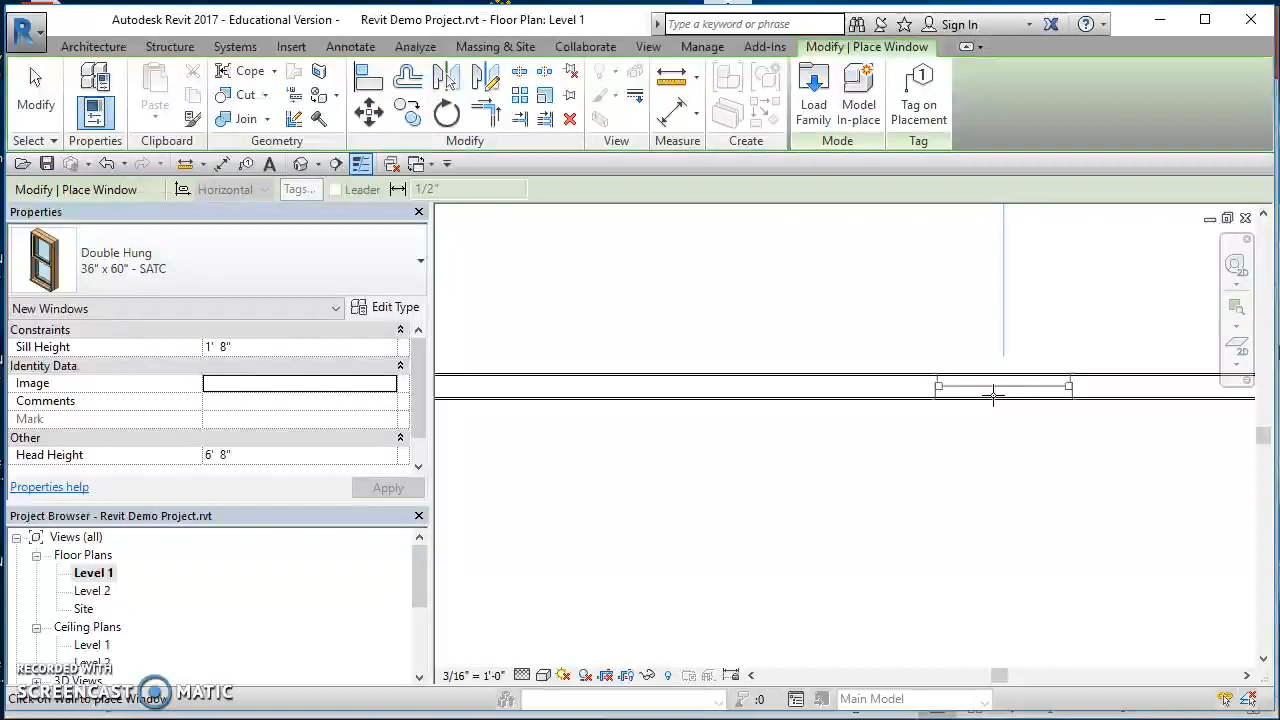 Autodesk Revit 2017 - Educational Version - Revit Demo Project.rvt - Floor Plan: Level 1
Type a keyword or phrase
Sign In
Architecture Structure Systems Insert Annotate Analyze Massing & Site Collaborate View Manage Add-Ins Modify | Place Window
Modify
Paste
Cope
Cut
Join
Load Family
Model In-place
Tag on Placement
Select Properties Clipboard Geometry Modify View Measure Create Mode Tag
Modify | Place Window
Horizontal
Tags...
Leader
1/2"
Properties
Double Hung
36" x 60" - SATC
New Windows
Edit Type
Constraints
Sill Height 1' 8"
Identity Data
Image
Comments
Mark
Other
Head Height 6' 8"
Properties help
Apply
Project Browser - Revit Demo Project.rvt
Views (all)
Floor Plans
Level 1
Level 2
Site
Ceiling Plans
Level 1
Level 2
3D Views
RECORDED WITH
SCREENCAST MATIC
3/16" = 1'-0"
2D
2D
:0
Main Model